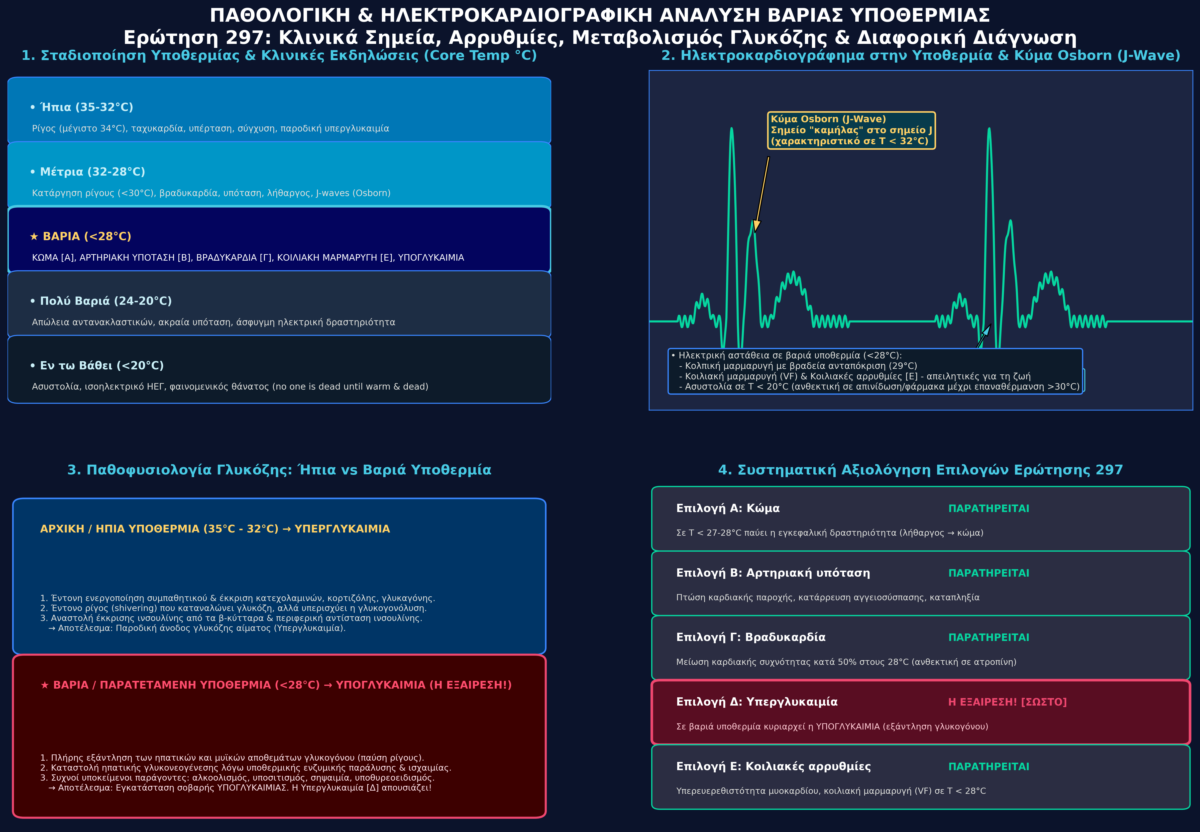 ΠΑΘΟΛΟΓΙΚΗ & ΗΛΕΚΤΡΟΚΑΡΔΙΟΓΡΑΦΙΚΗ ΑΝΑΛΥΣΗ ΒΑΡΙΑΣ ΥΠΟΘΕΡΜΙΑΣ
Ερώτηση 297: Κλινικά Σημεία, Αρρυθμίες, Μεταβολισμός Γλυκόζης & Διαφορική Διάγνωση
1. Σταδιοποίηση Υποθερμίας & Κλινικές Εκδηλώσεις (Core Temp °C)
• Ήπια (35-32°C)
Ρίγος (μέγιστο 34°C), ταχυκαρδία, υπέρταση, σύγχυση, παροδική υπεργλυκαιμία
• Μέτρια (32-28°C)
Κατάργηση ρίγους (<30°C), βραδυκαρδία, υπόταση, λήθαργος, J-waves (Osborn)
★ ΒΑΡΙΑ (<28°C)
ΚΩΜΑ [Α], ΑΡΤΗΡΙΑΚΗ ΥΠΟΤΑΣΗ [Β], ΒΡΑΔΥΚΑΡΔΙΑ [Γ], ΚΟΙΛΙΑΚΗ ΜΑΡΜΑΡΥΓΗ [Ε], ΥΠΟΓΛΥΚΑΙΜΙΑ
• Πολύ Βαριά (24-20°C)
Απώλεια αντανακλαστικών, ακραία υπόταση, άσφυγμη ηλεκτρική δραστηριότητα
• Εν τω Βάθει (<20°C)
Ασυστολία, ισοηλεκτρικό ΗΕΓ, φαινομενικός θάνατος (no one is dead until warm & dead)
2. Ηλεκτροκαρδιογράφημα στην Υποθερμία & Κύμα Osborn (J-Wave)
Κύμα Osborn (J-Wave)
Σημείο "καμήλας" στο σημείο J
(χαρακτηριστικό σε T < 32°C)
• Ηλεκτρική αστάθεια σε βαριά υποθερμία (<28°C):
- Κολπική μαρμαρυγή με βραδεία ανταπόκριση (29°C)
- Κοιλιακή μαρμαρυγή (VF) & Κοιλιακές αρρυθμίες [Ε] - απειλητικές για τη ζωή
- Ασυστολία σε T < 20°C (ανθεκτική σε απινίδωση/φάρμακα μέχρι επαναθέρμανση >30°C)
3. Παθοφυσιολογία Γλυκόζης: Ήπια vs Βαριά Υποθερμία
ΑΡΧΙΚΗ / ΗΠΙΑ ΥΠΟΘΕΡΜΙΑ (35°C - 32°C) → ΥΠΕΡΓΛΥΚΑΙΜΙΑ
1. Έντονη ενεργοποίηση συμπαθητικού & έκκριση κατεχολαμινών, κορτιζόλης, γλυκαγόνης.
2. Έντονο ρίγος (shivering) που καταναλώνει γλυκόζη, αλλά υπερισχύει η γλυκογονόλυση.
3. Αναστολή έκκρισης ινσουλίνης από τα β-κύτταρα & περιφερική αντίσταση ινσουλίνης.
→ Αποτέλεσμα: Παροδική άνοδος γλυκόζης αίματος (Υπεργλυκαιμία).
★ ΒΑΡΙΑ / ΠΑΡΑΤΕΤΑΜΕΝΗ ΥΠΟΘΕΡΜΙΑ (<28°C) → ΥΠΟΓΛΥΚΑΙΜΙΑ (Η ΕΞΑΙΡΕΣΗ!)
1. Πλήρης εξάντληση των ηπατικών και μυϊκών αποθεμάτων γλυκογόνου (παύση ρίγους).
2. Καταστολή ηπατικής γλυκονεογένεσης λόγω υποθερμικής ενζυμικής παράλυσης & ισχαιμίας.
3. Συχνοί υποκείμενοι παράγοντες: αλκοολισμός, υποσιτισμός, σηψαιμία, υποθυρεοειδισμός.
→ Αποτέλεσμα: Εγκατάσταση σοβαρής ΥΠΟΓΛΥΚΑΙΜΙΑΣ. Η Υπεργλυκαιμία [Δ] απουσιάζει!
4. Συστηματική Αξιολόγηση Επιλογών Ερώτησης 297
Επιλογή Α: Κώμα ΠΑΡΑΤΗΡΕΙΤΑΙ
Σε T < 27-28°C παύει η εγκεφαλική δραστηριότητα (λήθαργος → κώμα)
Επιλογή Β: Αρτηριακή υπόταση ΠΑΡΑΤΗΡΕΙΤΑΙ
Πτώση καρδιακής παροχής, κατάρρευση αγγειοσύσπασης, καταπληξία
Επιλογή Γ: Βραδυκαρδία ΠΑΡΑΤΗΡΕΙΤΑΙ
Μείωση καρδιακής συχνότητας κατά 50% στους 28°C (ανθεκτική σε ατροπίνη)
Επιλογή Δ: Υπεργλυκαιμία Η ΕΞΑΙΡΕΣΗ! [ΣΩΣΤΟ]
Σε βαριά υποθερμία κυριαρχεί η ΥΠΟΓΛΥΚΑΙΜΙΑ (εξάντληση γλυκογόνου)
Επιλογή Ε: Κοιλιακές αρρυθμίες ΠΑΡΑΤΗΡΕΙΤΑΙ
Υπερευερεθιστότητα μυοκαρδίου, κοιλιακή μαρμαρυγή (VF) σε T < 28°C